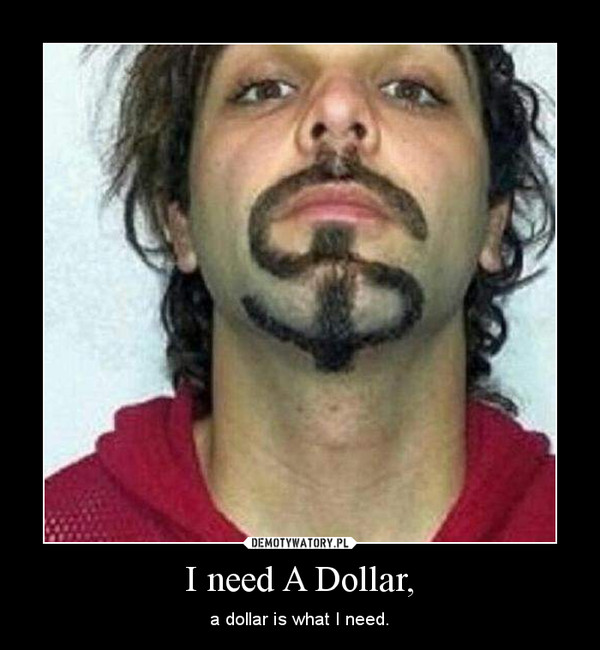 DEMOTYWATORY.PL
I need A Dollar,
a dollar is what I need.